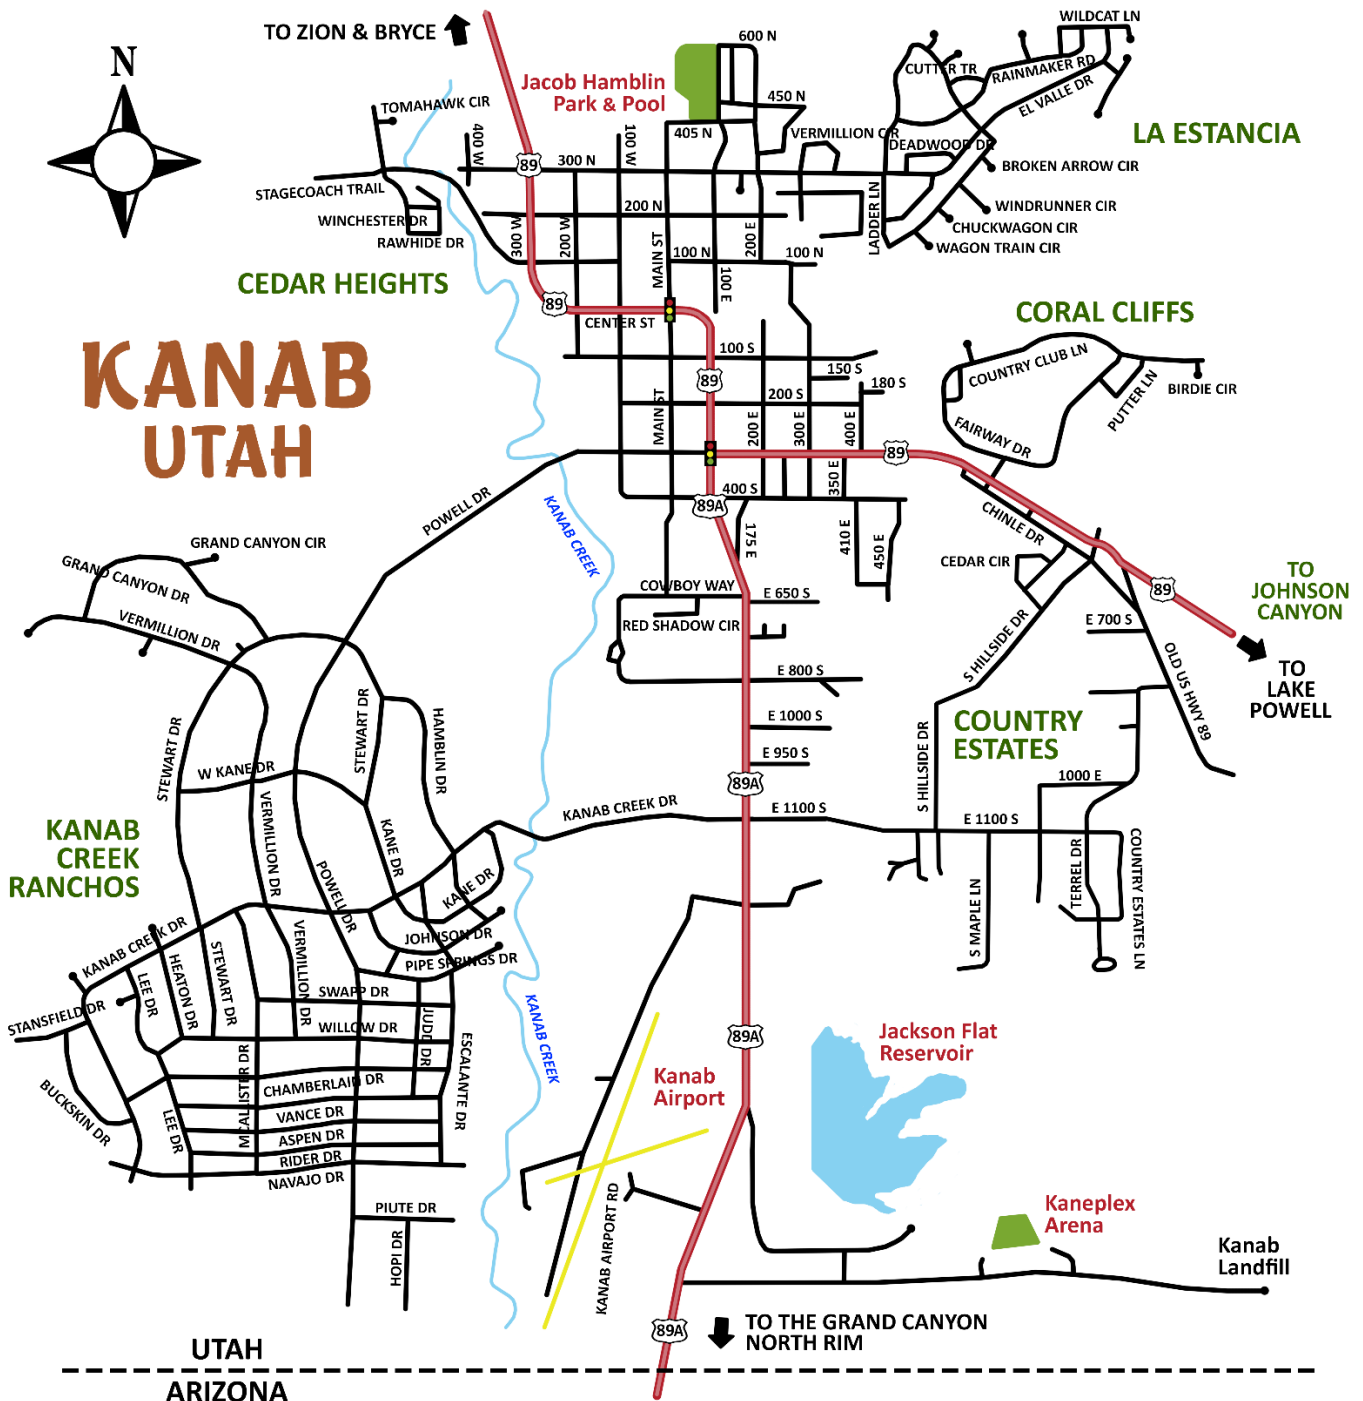 TO ZION & BRYCE
N
Jacob Hamblin
Park & Pool
600 N
450 N
405 N
WILDCAT LN
CUTTER TR
RAINMAKER RD
EL VALLE DR
LA ESTANCIA
VERMILLION CIR
DEADWOOD DR
BROKEN ARROW CIR
WINDRUNNER CIR
CHUCKWAGON CIR
WAGON TRAIN CIR
LADDER LN
TOMAHAWK CIR
400 W
89
300 N
100 W
STAGECOACH TRAIL
WINCHESTER DR
RAWHIDE DR
CEDAR HEIGHTS
200 N
300 W
200 W
MAIN ST
100 N
200 E
100 N
100 E
89
CENTER ST
KANAB
UTAH
CORAL CLIFFS
COUNTRY CLUB LN
PUTTER LN
BIRDIE CIR
FAIRWAY DR
100 S
89
150 S
180 S
200 S
MAIN ST
200 E
300 E
400 E
89
350 E
400 S
89A
175 E
410 E
450 E
CHINLE DR
CEDAR CIR
S HILLSIDE DR
89
E 700 S
OLD US HWY 89
TO
JOHNSON
CANYON
TO
LAKE
POWELL
POWELL DR
KANAB CREEK
GRAND CANYON CIR
GRAND CANYON DR
VERMILLION DR
COWBOY WAY
E 650 S
RED SHADOW CIR
E 800 S
E 1000 S
E 950 S
89A
COUNTRY
ESTATES
S HILLSIDE DR
1000 E
STEWART DR
W KANE DR
STEWART DR
HAMBLIN DR
KANAB
CREEK
RANCHOS
VERMILLION DR
POWELL DR
KANE DR
KANE DR
KANAB CREEK DR
E 1100 S
E 1100 S
S MAPLE LN
TERREL DR
COUNTRY ESTATES LN
KANAB CREEK DR
JOHNSON DR
PIPE SPRINGS DR
STANSFIELD DR
LEE DR
HEATON DR
STEWART DR
VERMILLION DR
SWAPP DR
WILLOW DR
JUDD DR
ESCALANTE DR
KANAB CREEK
BUCKSKIN DR
LEE DR
MCALLISTER DR
CHAMBERLAIN DR
VANCE DR
ASPEN DR
RIDER DR
NAVAJO DR
PIUTE DR
HOPI DR
89A
Kanab
Airport
Jackson Flat
Reservoir
KANAB AIRPORT RD
Kaneplex
Arena
Kanab
Landfill
89A
TO THE GRAND CANYON
NORTH RIM
UTAH
ARIZONA